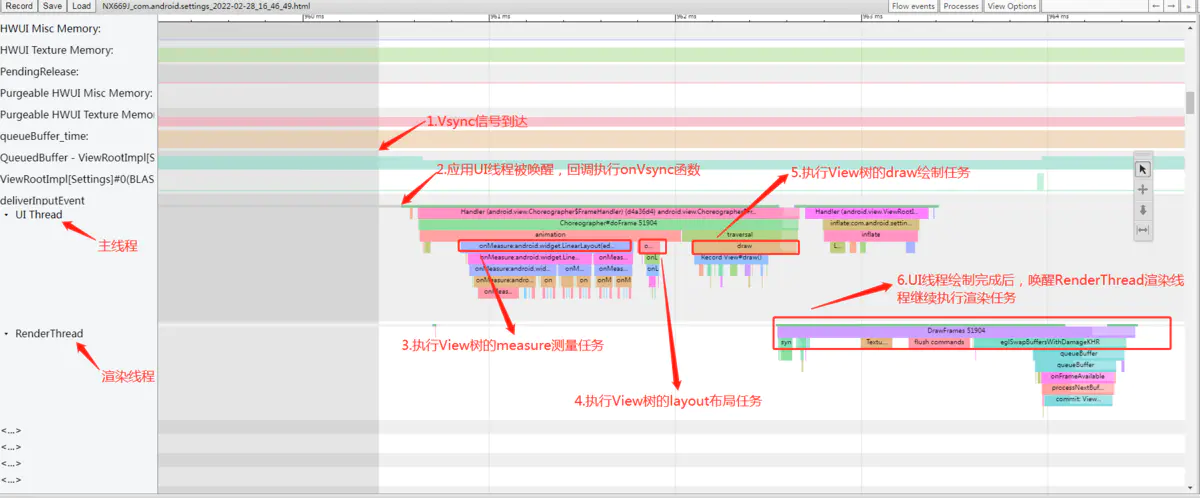 Record Save Load NX669J_com.android.settings_2022-02-28_16_46_49.html Flow events Processes View Options ← → »
960 ms 961 ms 962 ms 963 ms 964 ms
HWUI Misc Memory:
HWUI Texture Memory:
PendingRelease:
Purgeable HWUI Misc Memory:
Purgeable HWUI Texture Memor
queueBuffer_time:
QueuedBuffer - ViewRootImpl[S
ViewRootImpl[Settings]#0(BLAS
deliverInputEvent
UI Thread
主线程
RenderThread
渲染线程
<...>
<...>
<...>
<...>
1.Vsync信号到达
2.应用UI线程被唤醒，回调执行onVsync函数
5.执行View树的draw绘制任务
Handler (android.view.Choreographer$FrameHandler) (d4a36d4) android.view.Choreographer$Fr...
Handler (android.view.ViewRootI...
Choreographer#doFrame 51904
inflate:com.android.settin...
animation traversal inflate
onMeasure:android.widget.LinearLayout(ed... o... draw L...
onMeasure:android.widget.Line... onMeas... onL Record View#draw()
onMeasure:android.wid... onM... onMeas... onL
onMeasure:andro... on on onM onM
onMeas...
3.执行View树的measure测量任务
4.执行View树的layout布局任务
6.UI线程绘制完成后，唤醒RenderThread渲染线
程继续执行渲染任务
DrawFrames 51904
syn Textu... flush commands eglSwapBuffersWithDamageKHR
queueBuffer
queueBuffer
onFrameAvailable
processNextBuf...
commit: View...